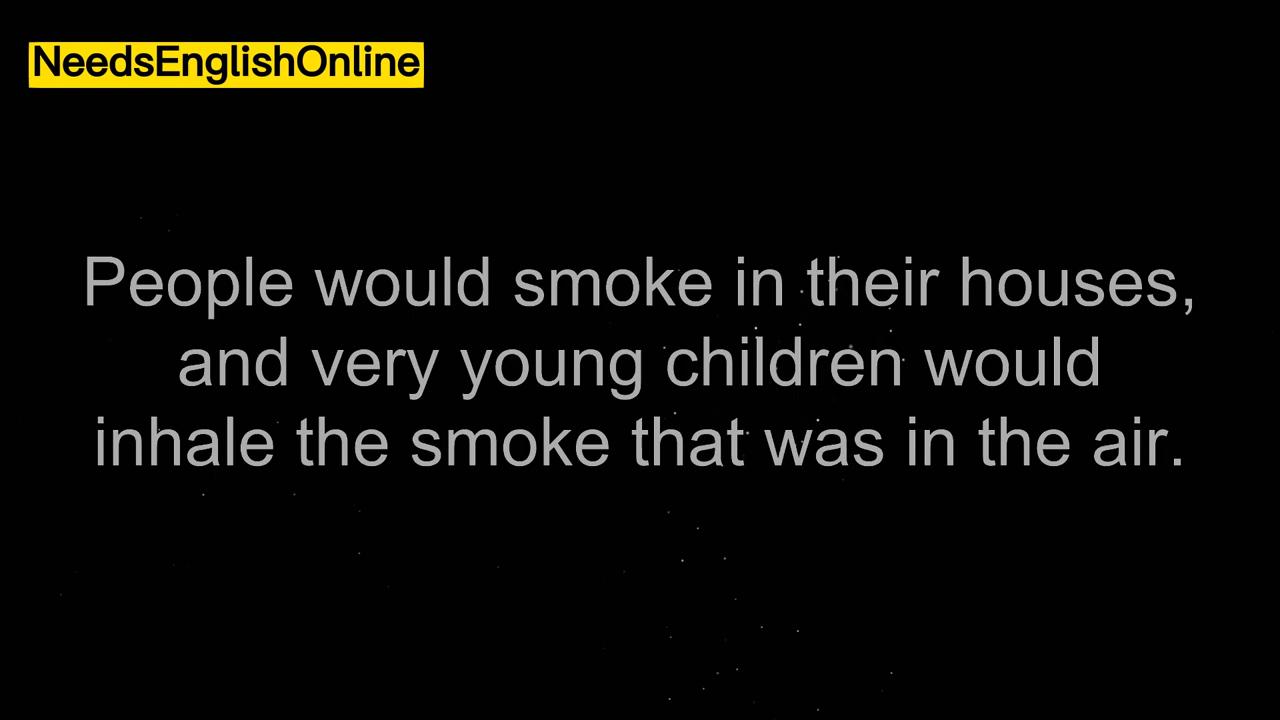 NeedsEnglishOnline
People would smoke in their houses,
and very young children would
inhale the smoke that was in the air.